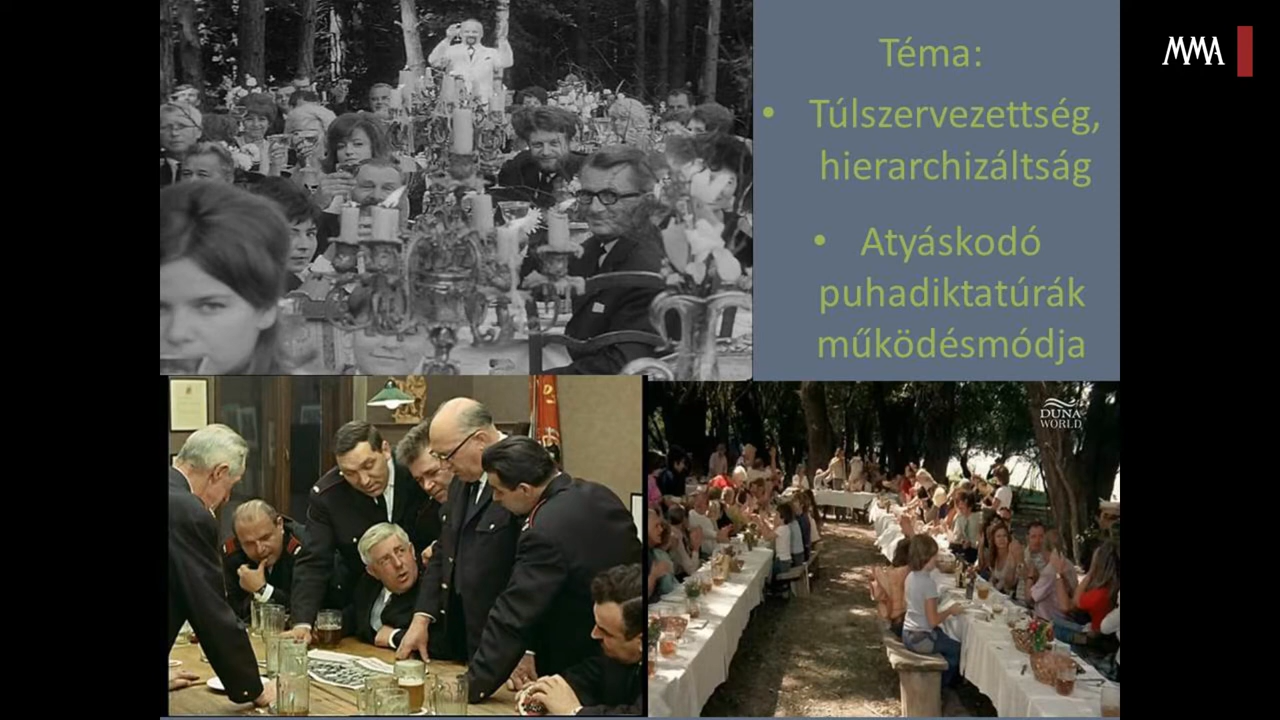 MMA
Téma:
• Túlszervezettség,
hierarchizáltság
• Atyáskodó
puhadiktatúrák
működésmódja
DUNA
WORLD